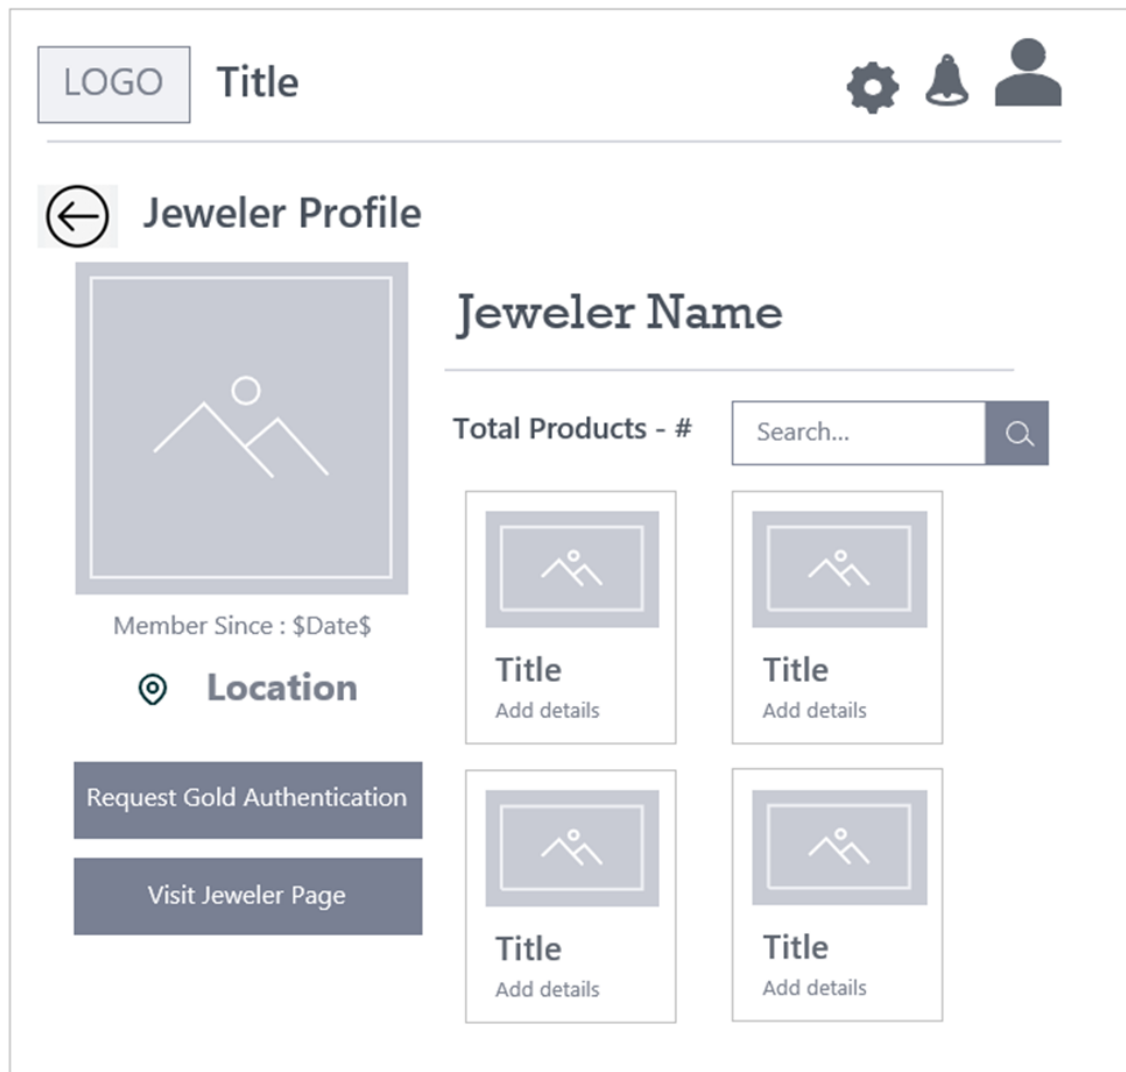 LOGO
Title
Jeweler Profile
Jeweler Name
Total Products - #
Search...
Member Since : $Date$
Location
Request Gold Authentication
Visit Jeweler Page
Title
Add details
Title
Add details
Title
Add details
Title
Add details